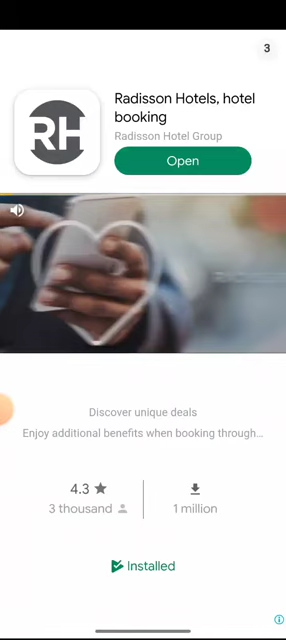 3
Radisson Hotels, hotel
booking
Radisson Hotel Group
RH
Open
Discover unique deals
Enjoy additional benefits when booking through…
4.3
3 thousand
1 million
Installed